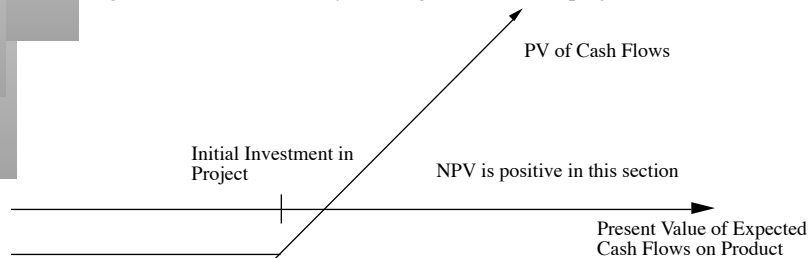 PV of Cash Flows
Initial Investment in
Project
NPV is positive in this section
Present Value of Expected
Cash Flows on Product